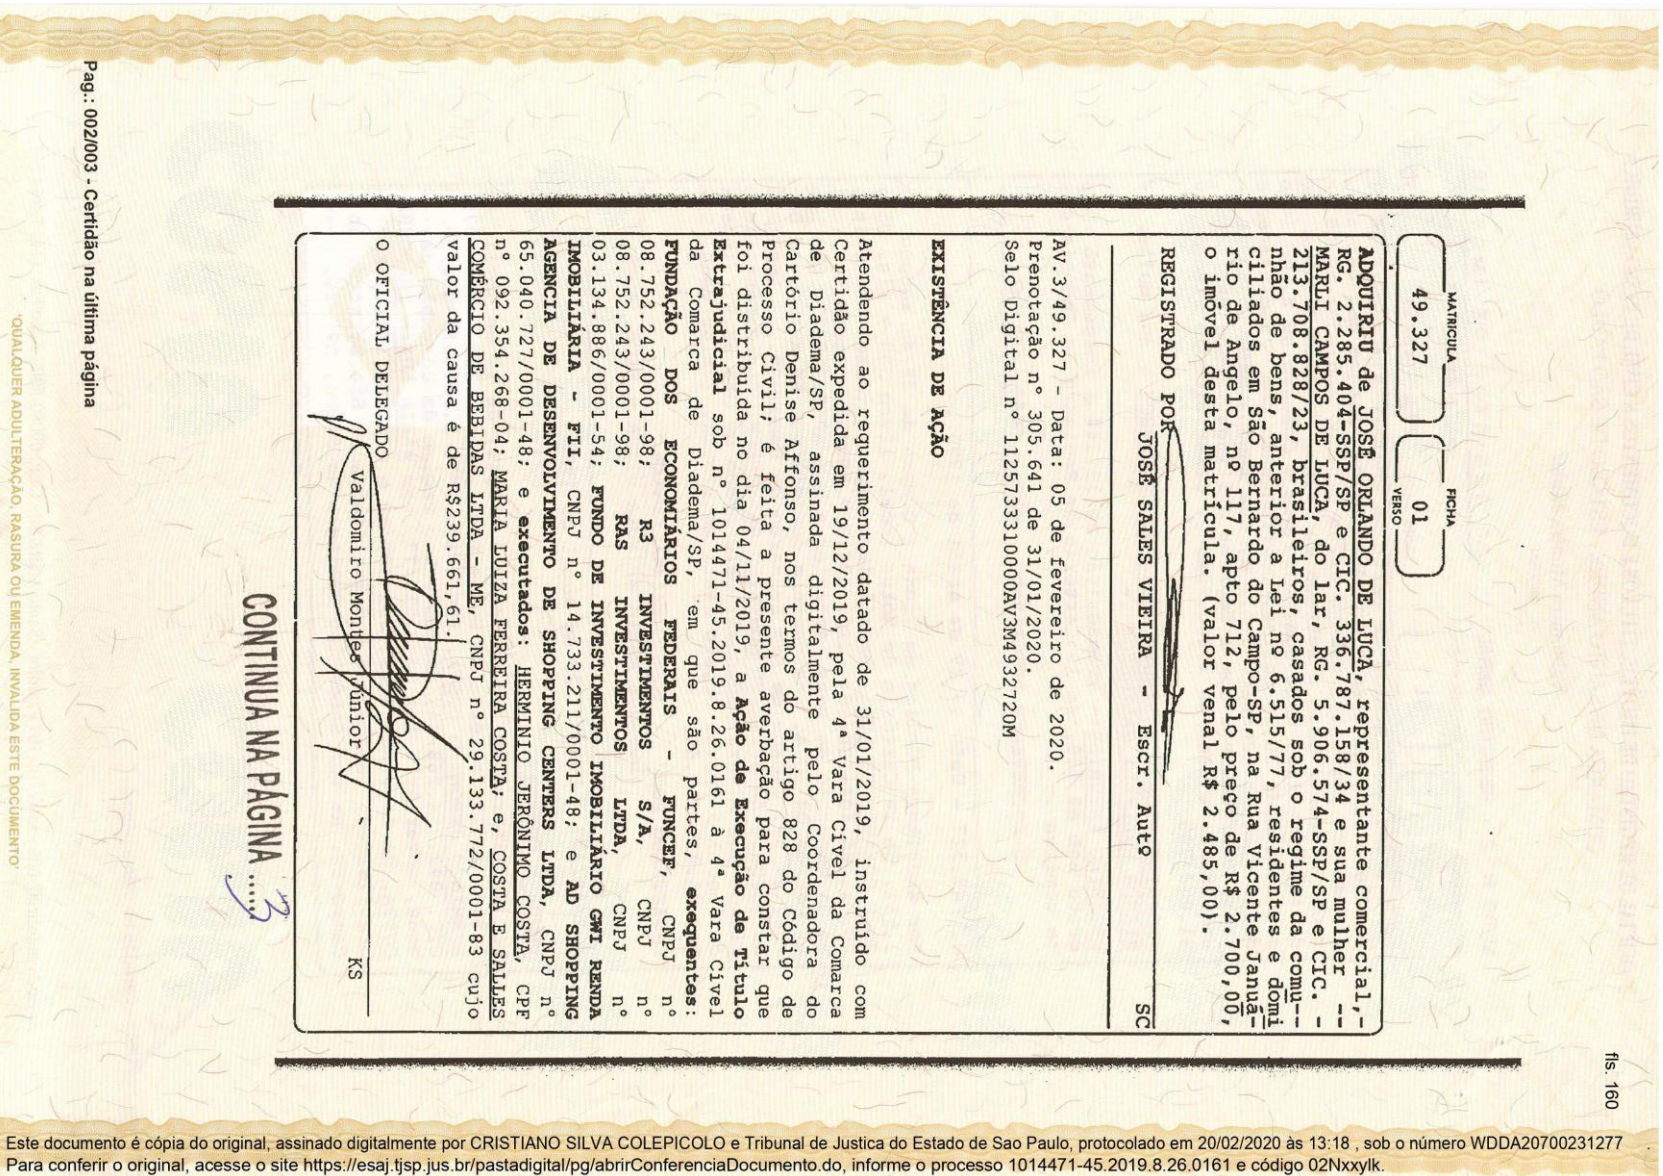 fls. 160
MATRÍCULA
49.327
FICHA
01
VERSO
ADQUIRIU de JOSÉ ORLANDO DE LUCA, representante comercial,-
RG. 2.285.404-SSP/SP e CIC. 336.787.158/34 e sua mulher --
MARLI CAMPOS DE LUCA, do lar, RG. 5.906.574-SSP/SP e CIC. -
213.708.828/23, brasileiros, casados sob o regime da comu--
nhão de bens, anterior a Lei nº 6.515/77, residentes e domi
ciliados em São Bernardo do Campo-SP, na Rua Vicente Januá-
rio de Angelo, nº 117, apto 712, pelo preço de R$ 2.700,00,
o imóvel desta matrícula. (valor venal R$ 2.485,00).
REGISTRADO POR
JOSÉ SALES VIEIRA - Escr. Autº SC
AV.3/49.327 - Data: 05 de fevereiro de 2020.
Prenotação nº 305.641 de 31/01/2020.
Selo Digital nº 1125733310000AV3M4932720M
EXISTÊNCIA DE AÇÃO
Atendendo ao requerimento datado de 31/01/2019, instruído com
Certidão expedida em 19/12/2019, pela 4ª Vara Cível da Comarca
de Diadema/SP, assinada digitalmente pelo Coordenadora do
Cartório Denise Affonso, nos termos do artigo 828 do Código de
Processo Civil; é feita a presente averbação para constar que
foi distribuída no dia 04/11/2019, a Ação de Execução de Título
Extrajudicial sob nº 1014471-45.2019.8.26.0161 à 4ª Vara Cível
da Comarca de Diadema/SP, em que são partes, exequentes:
FUNDAÇÃO DOS ECONOMIÁRIOS FEDERAIS - FUNCEF, CNPJ nº
08.752.243/0001-98; R3 INVESTIMENTOS S/A, CNPJ nº
08.752.243/0001-98; RAS INVESTIMENTOS LTDA, CNPJ nº
03.134.886/0001-54; FUNDO DE INVESTIMENTO IMOBILIÁRIO GWI RENDA
IMOBILIÁRIA - FII, CNPJ nº 14.733.211/0001-48; e AD SHOPPING
AGENCIA DE DESENVOLVIMENTO DE SHOPPING CENTERS LTDA, CNPJ nº
65.040.727/0001-48; e executados: HERMINIO JERÔNIMO COSTA, CPF
nº 092.354.268-04; MARIA LUIZA FERREIRA COSTA; e, COSTA E SALLES
COMÉRCIO DE BEBIDAS LTDA - ME, CNPJ nº 29.133.772/0001-83 cujo
valor da causa é de R$239.661,61.
O OFICIAL DELEGADO
Valdomiro Montes Junior KS
CONTINUA NA PÁGINA ..... 3
Pag.: 002/003 - Certidão na última página
'QUALQUER ADULTERAÇÃO, RASURA OU EMENDA, INVALIDA ESTE DOCUMENTO'
Este documento é cópia do original, assinado digitalmente por CRISTIANO SILVA COLEPICOLO e Tribunal de Justica do Estado de Sao Paulo, protocolado em 20/02/2020 às 13:18 , sob o número WDDA20700231277
Para conferir o original, acesse o site https://esaj.tjsp.jus.br/pastadigital/pg/abrirConferenciaDocumento.do, informe o processo 1014471-45.2019.8.26.0161 e código 02Nxxylk.